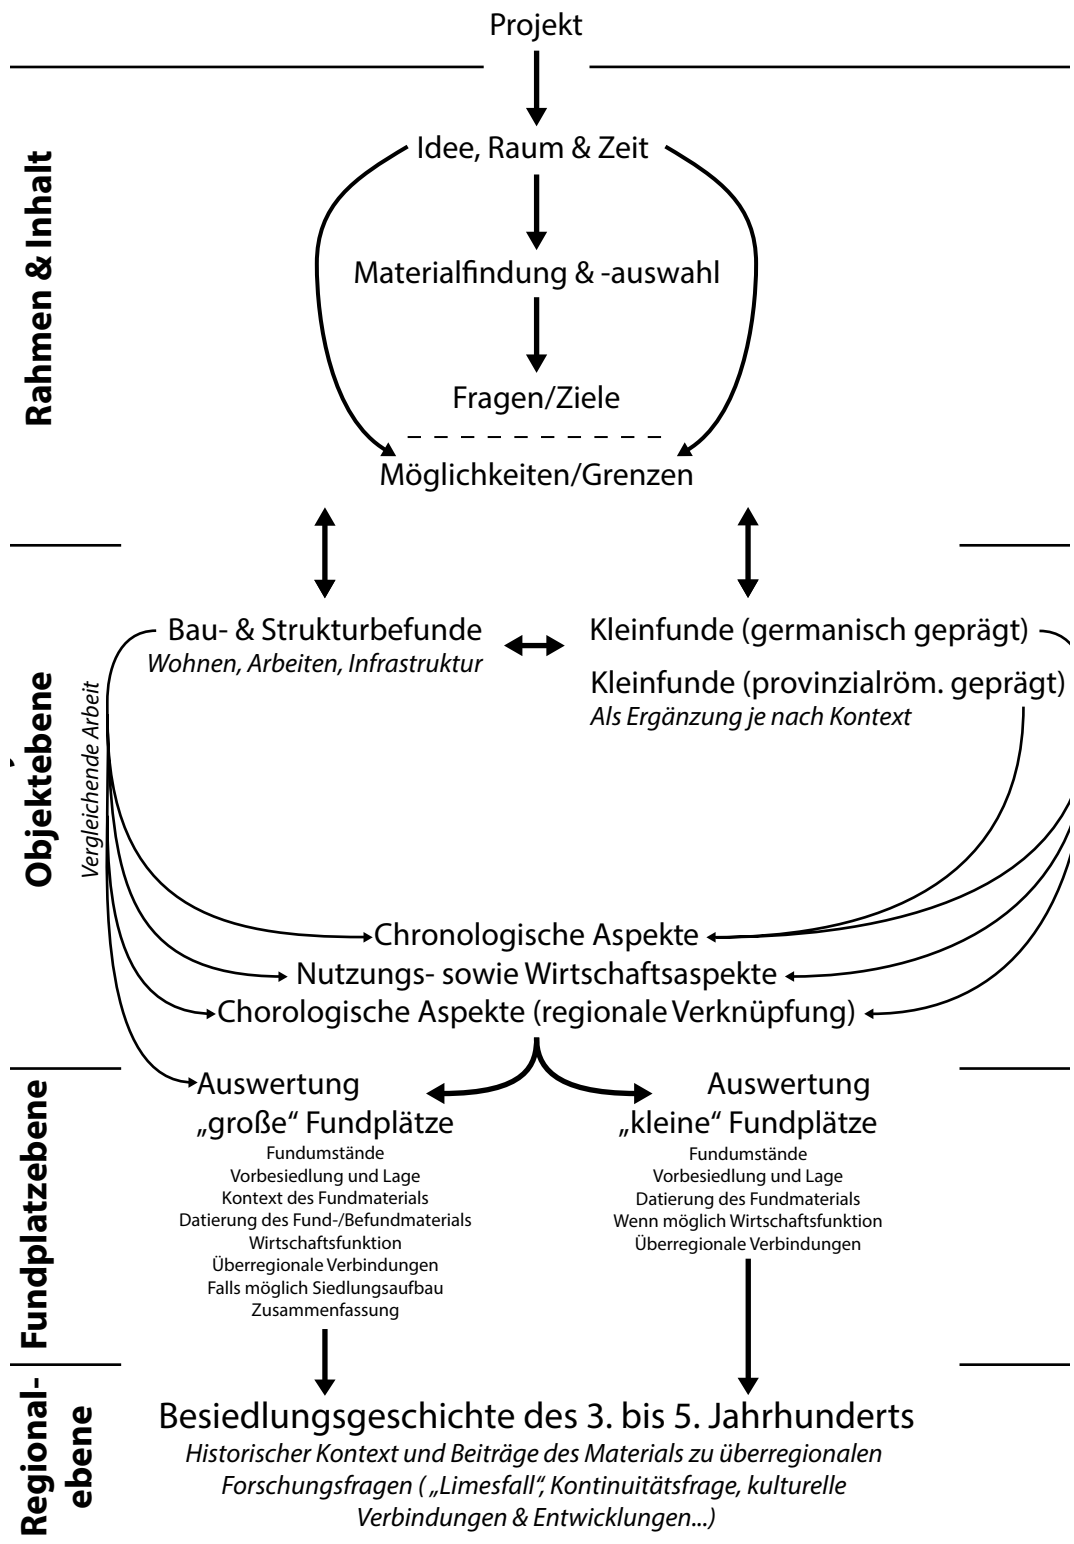 Projekt
Rahmen & Inhalt
Idee, Raum & Zeit
Materialfindung & -auswahl
Fragen/Ziele
Möglichkeiten/Grenzen
Objektebene
Vergleichende Arbeit
Bau- & Strukturbefunde
Wohnen, Arbeiten, Infrastruktur
Kleinfunde (germanisch geprägt)
Kleinfunde (provinzialröm. geprägt)
Als Ergänzung je nach Kontext
Chronologische Aspekte
Nutzungs- sowie Wirtschaftsaspekte
Chorologische Aspekte (regionale Verknüpfung)
Fundplatzebene
Auswertung
„große“ Fundplätze
Fundumstände
Vorbesiedlung und Lage
Kontext des Fundmaterials
Datierung des Fund-/Befundmaterials
Wirtschaftsfunktion
Überregionale Verbindungen
Falls möglich Siedlungsaufbau
Zusammenfassung
Auswertung
„kleine“ Fundplätze
Fundumstände
Vorbesiedlung und Lage
Datierung des Fundmaterials
Wenn möglich Wirtschaftsfunktion
Überregionale Verbindungen
Regional-
ebene
Besiedlungsgeschichte des 3. bis 5. Jahrhunderts
Historischer Kontext und Beiträge des Materials zu überregionalen
Forschungsfragen ( „Limesfall“, Kontinuitätsfrage, kulturelle
Verbindungen & Entwicklungen...)